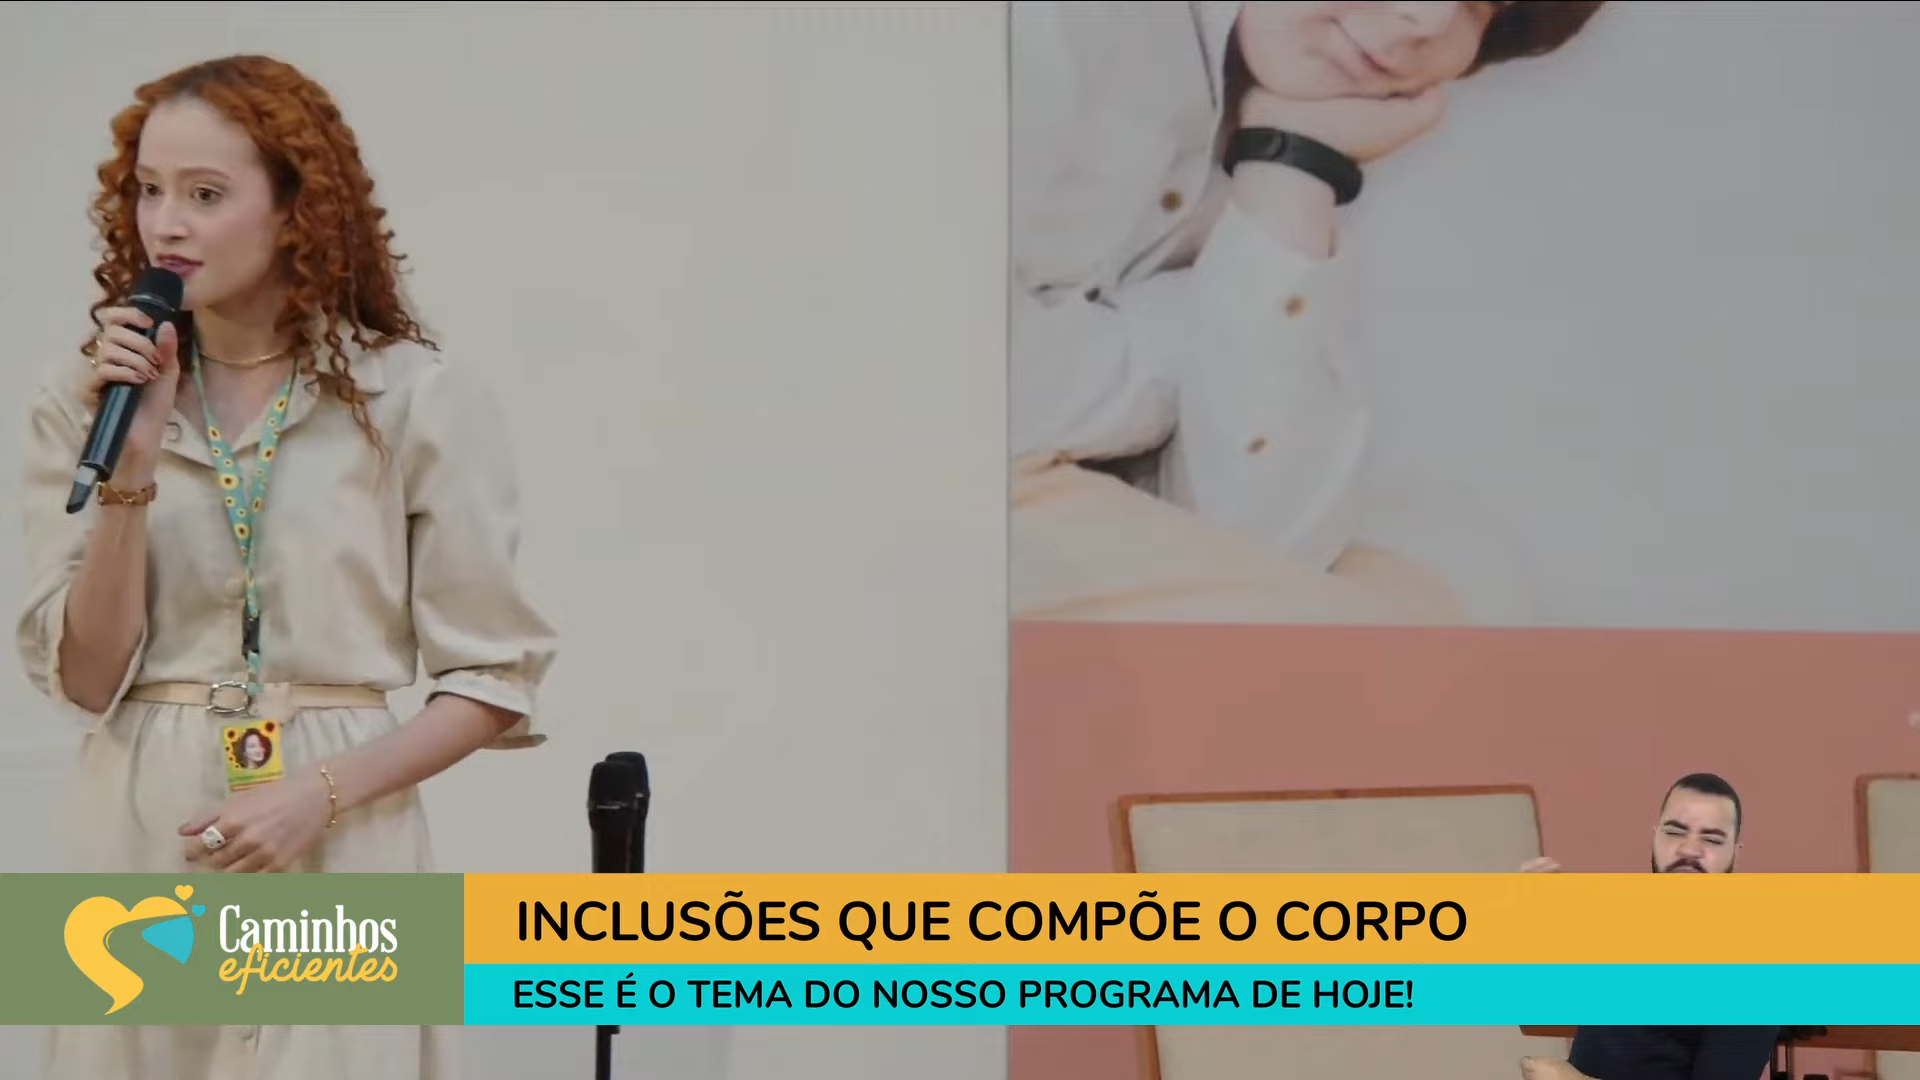 Caminhos
eficientes
INCLUSÕES QUE COMPÕE O CORPO
ESSE É O TEMA DO NOSSO PROGRAMA DE HOJE!